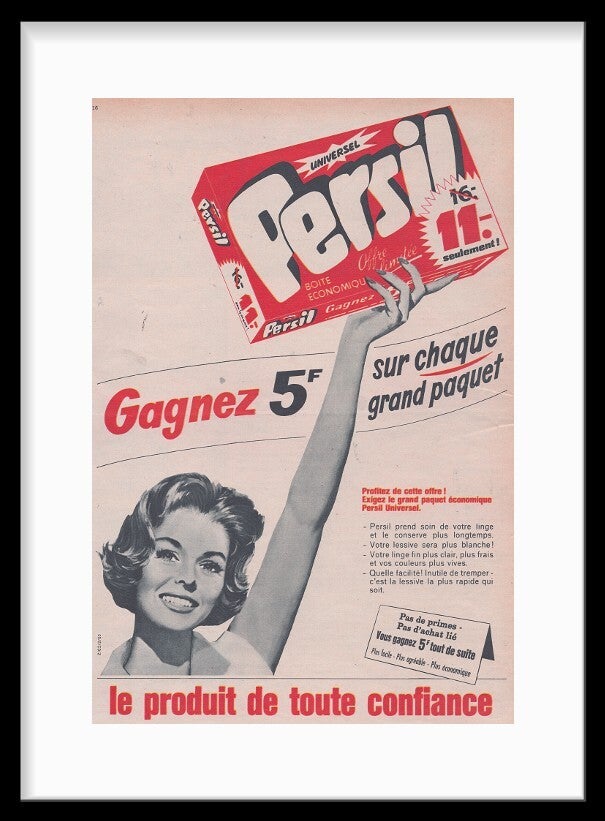 16
UNIVERSEL
Persil
16:-
11:-
seulement!
Offre limitée
BOITE
ECONOMIQUE
Persil
11:-
Persil Gagnez
Gagnez 5F sur chaque
grand paquet
Profitez de cette offre!
Exigez le grand paquet économique
Persil Universel.
- Persil prend soin de votre linge
et le conserve plus longtemps.
- Votre lessive sera plus blanche!
- Votre linge fin plus clair, plus frais
et vos couleurs plus vives.
- Quelle facilité! Inutile de tremper -
c'est la lessive la plus rapide qui
soit.
Pas de primes -
Pas d'achat lié
Vous gagnez 5F tout de suite
Plus facile - Plus agréable - Plus économique
le produit de toute confiance